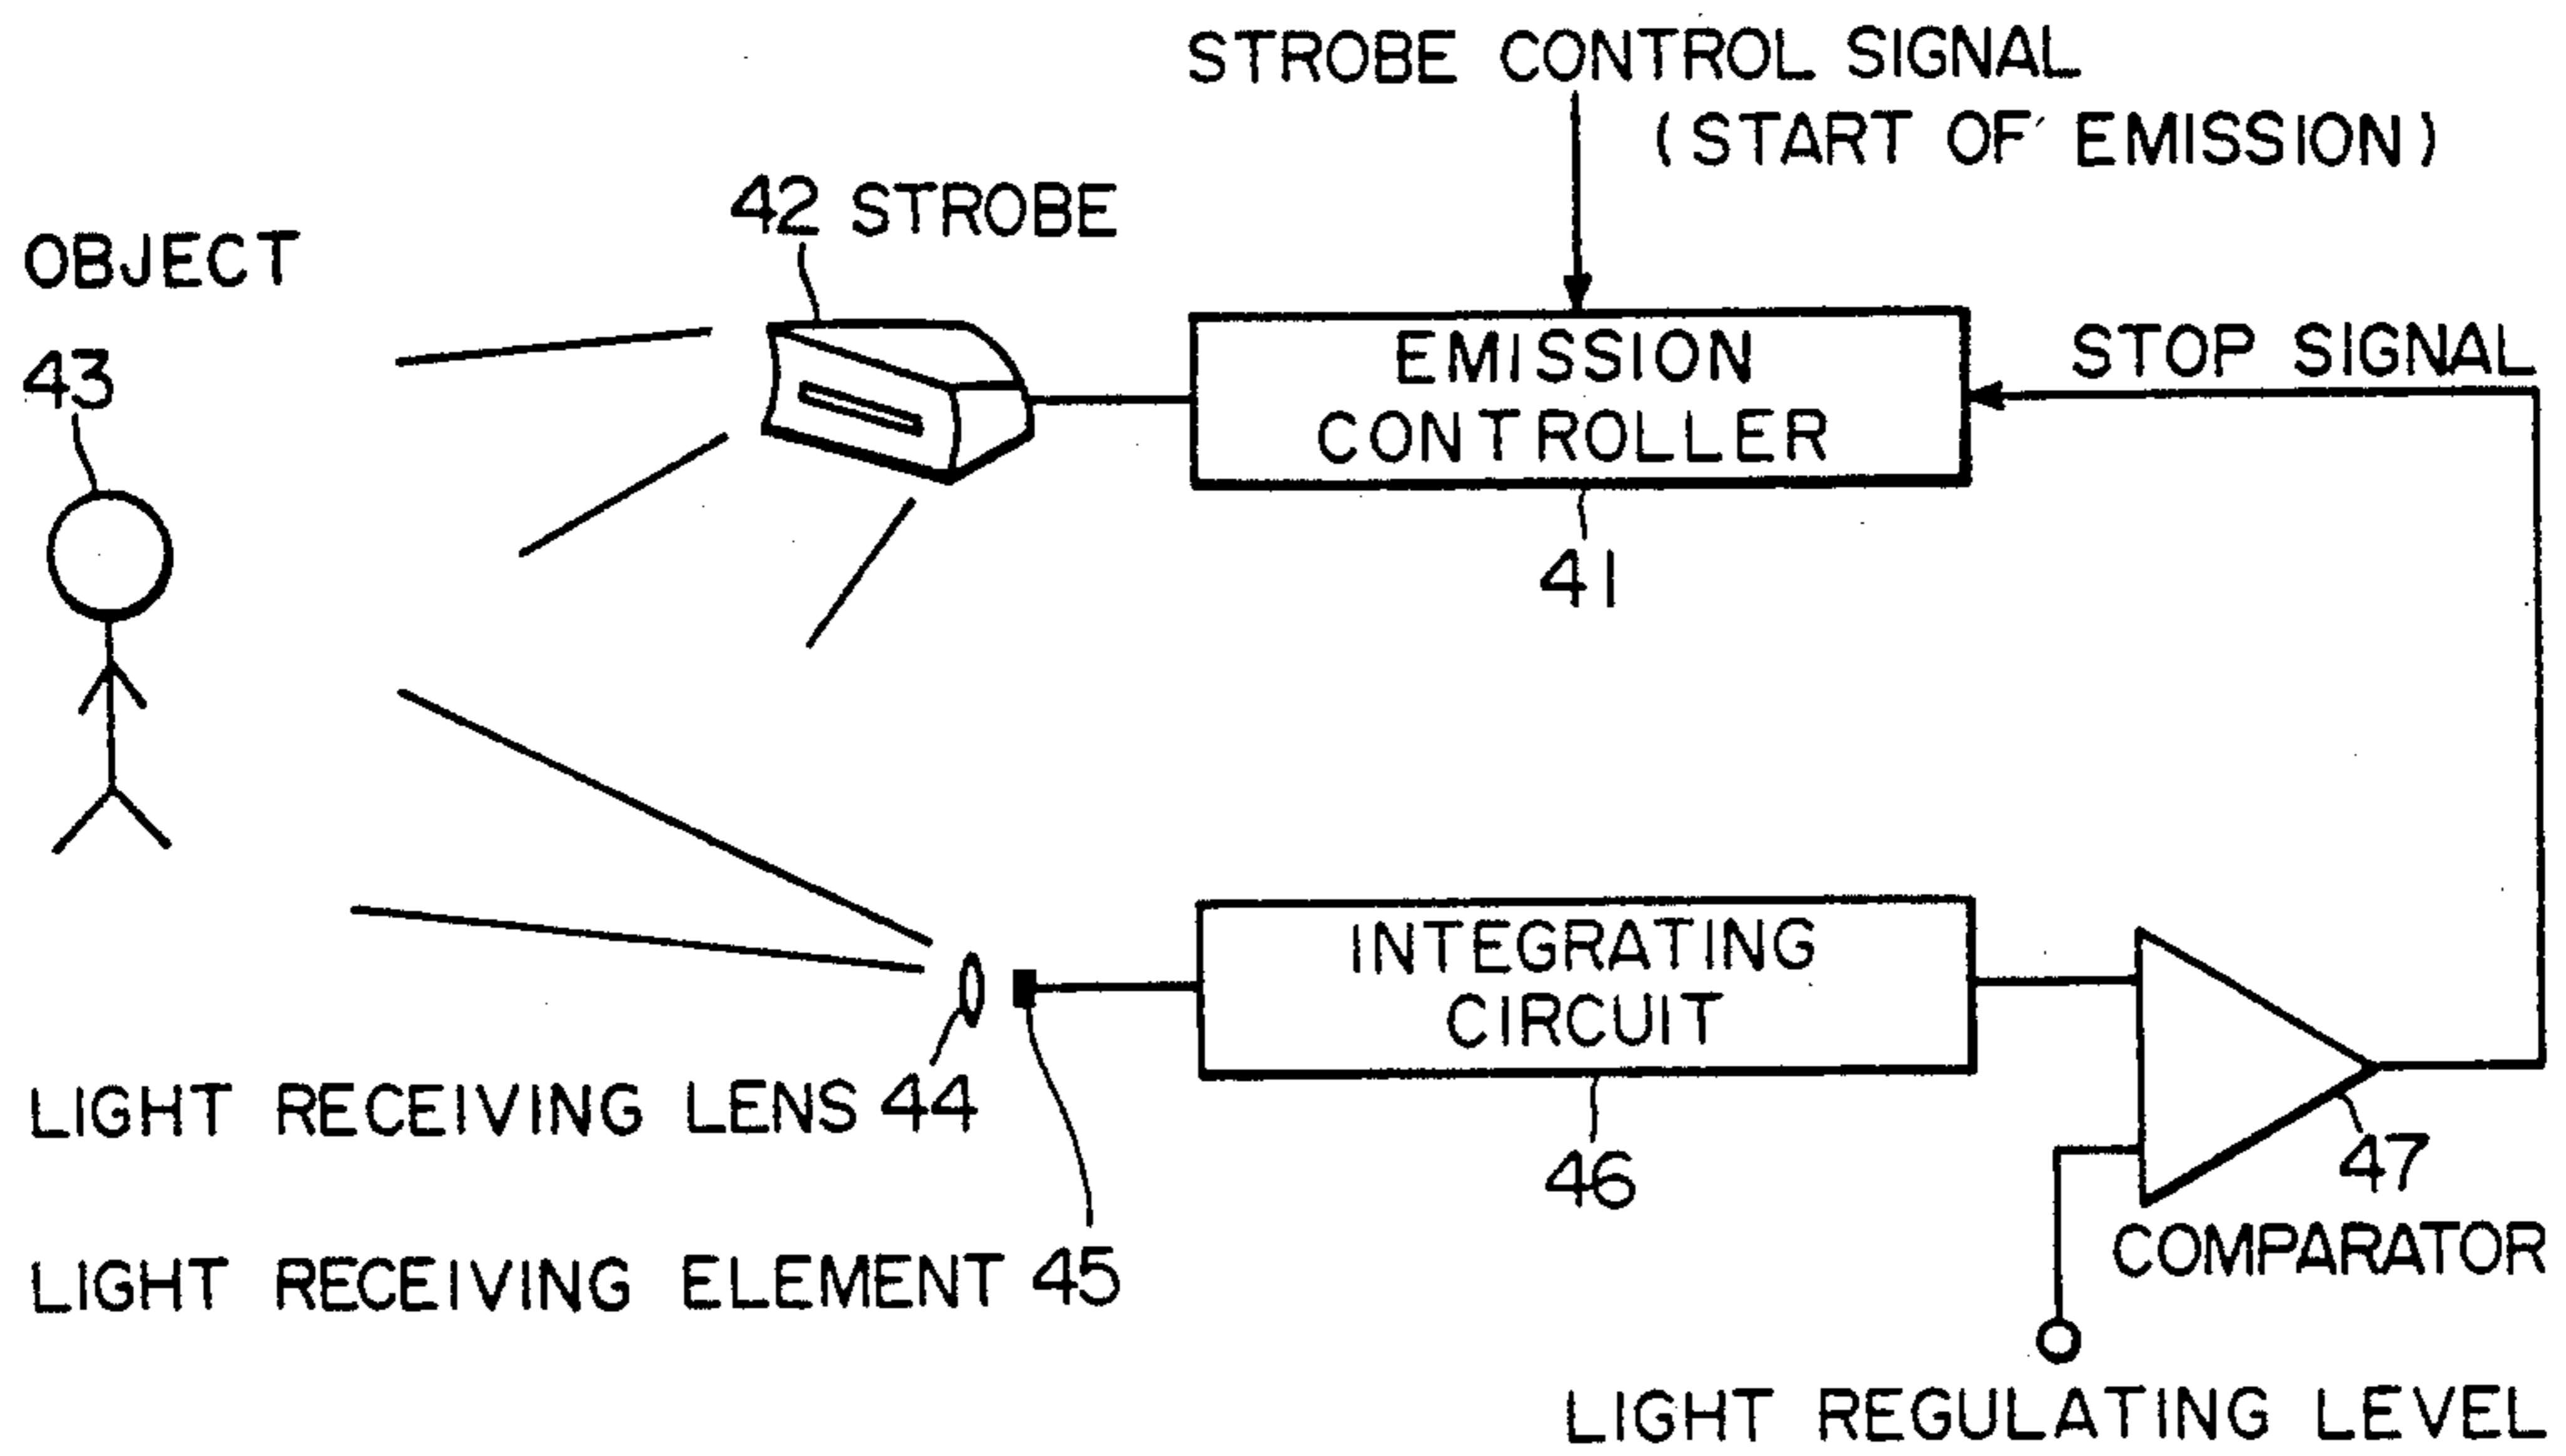 STROBE CONTROL SIGNAL
(START OF EMISSION)
42 STROBE
OBJECT
43
EMISSION
CONTROLLER
STOP SIGNAL
41
INTEGRATING
CIRCUIT
LIGHT RECEIVING LENS 44
46
47
COMPARATOR
LIGHT RECEIVING ELEMENT 45
LIGHT REGULATING LEVEL